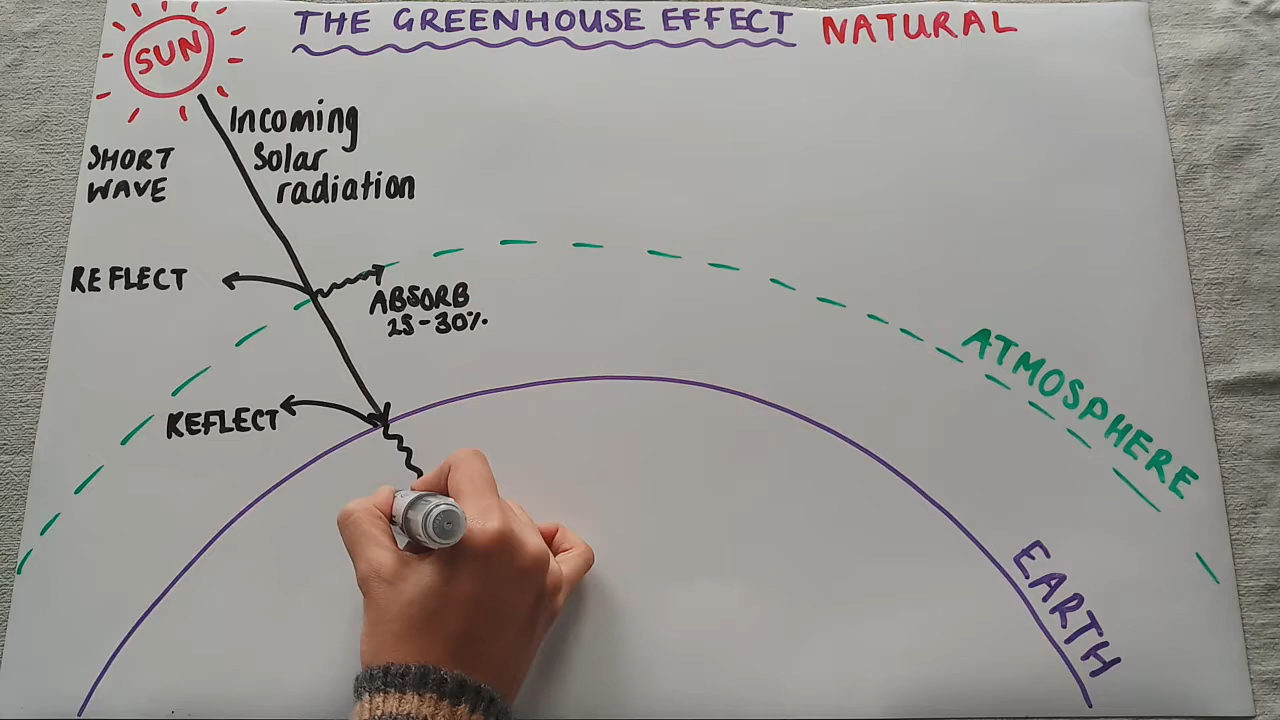 THE GREENHOUSE EFFECT NATURAL
SUN
Incoming
Solar
radiation
SHORT
WAVE
REFLECT
ABSORB
25-30%
REFLECT
ATMOSPHERE
EARTH